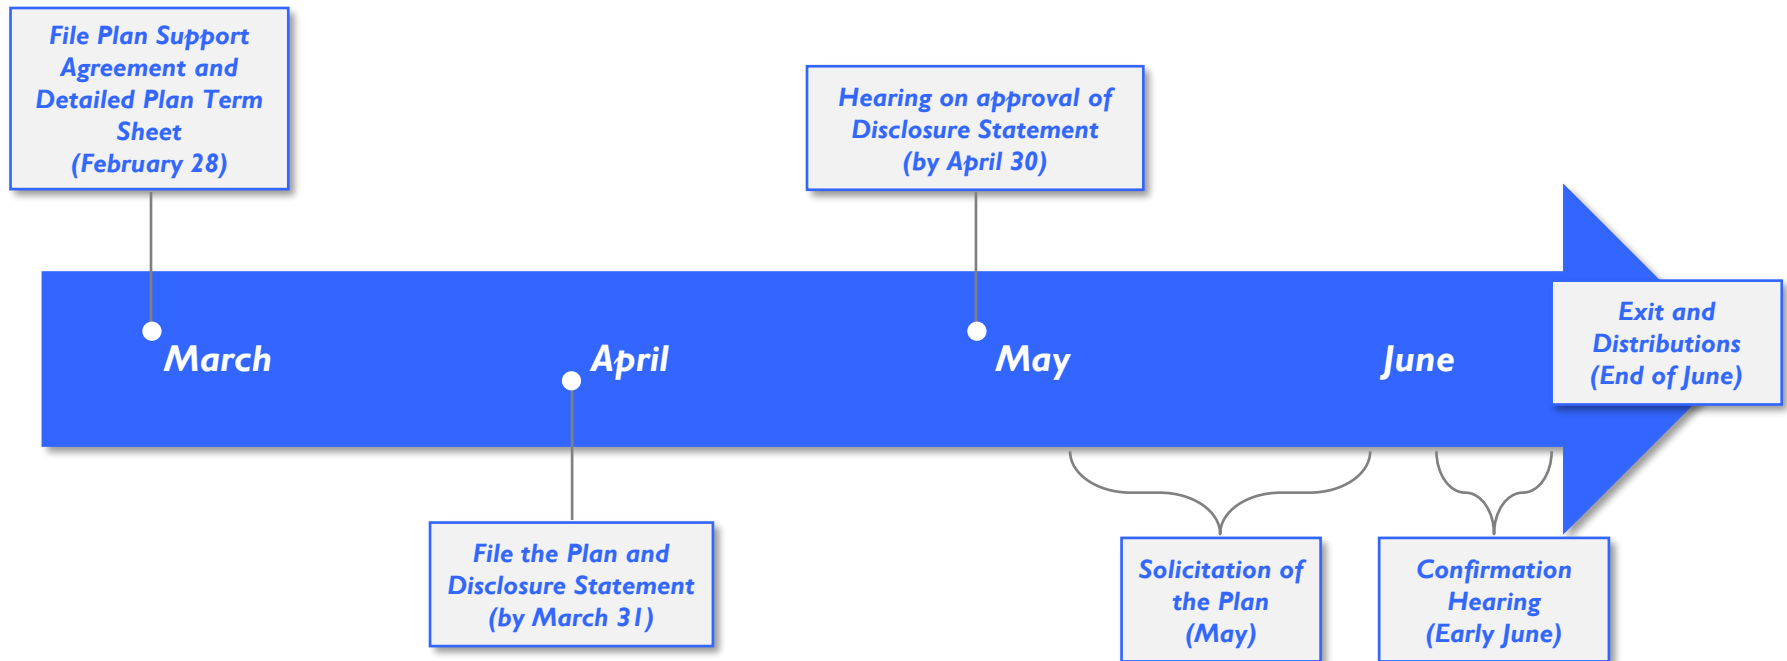 File Plan Support
Agreement and
Detailed Plan Term
Sheet
(February 28)
Hearing on approval of
Disclosure Statement
(by April 30)
March
April
May
June
Exit and
Distributions
(End of June)
File the Plan and
Disclosure Statement
(by March 31)
Solicitation of
the Plan
(May)
Confirmation
Hearing
(Early June)